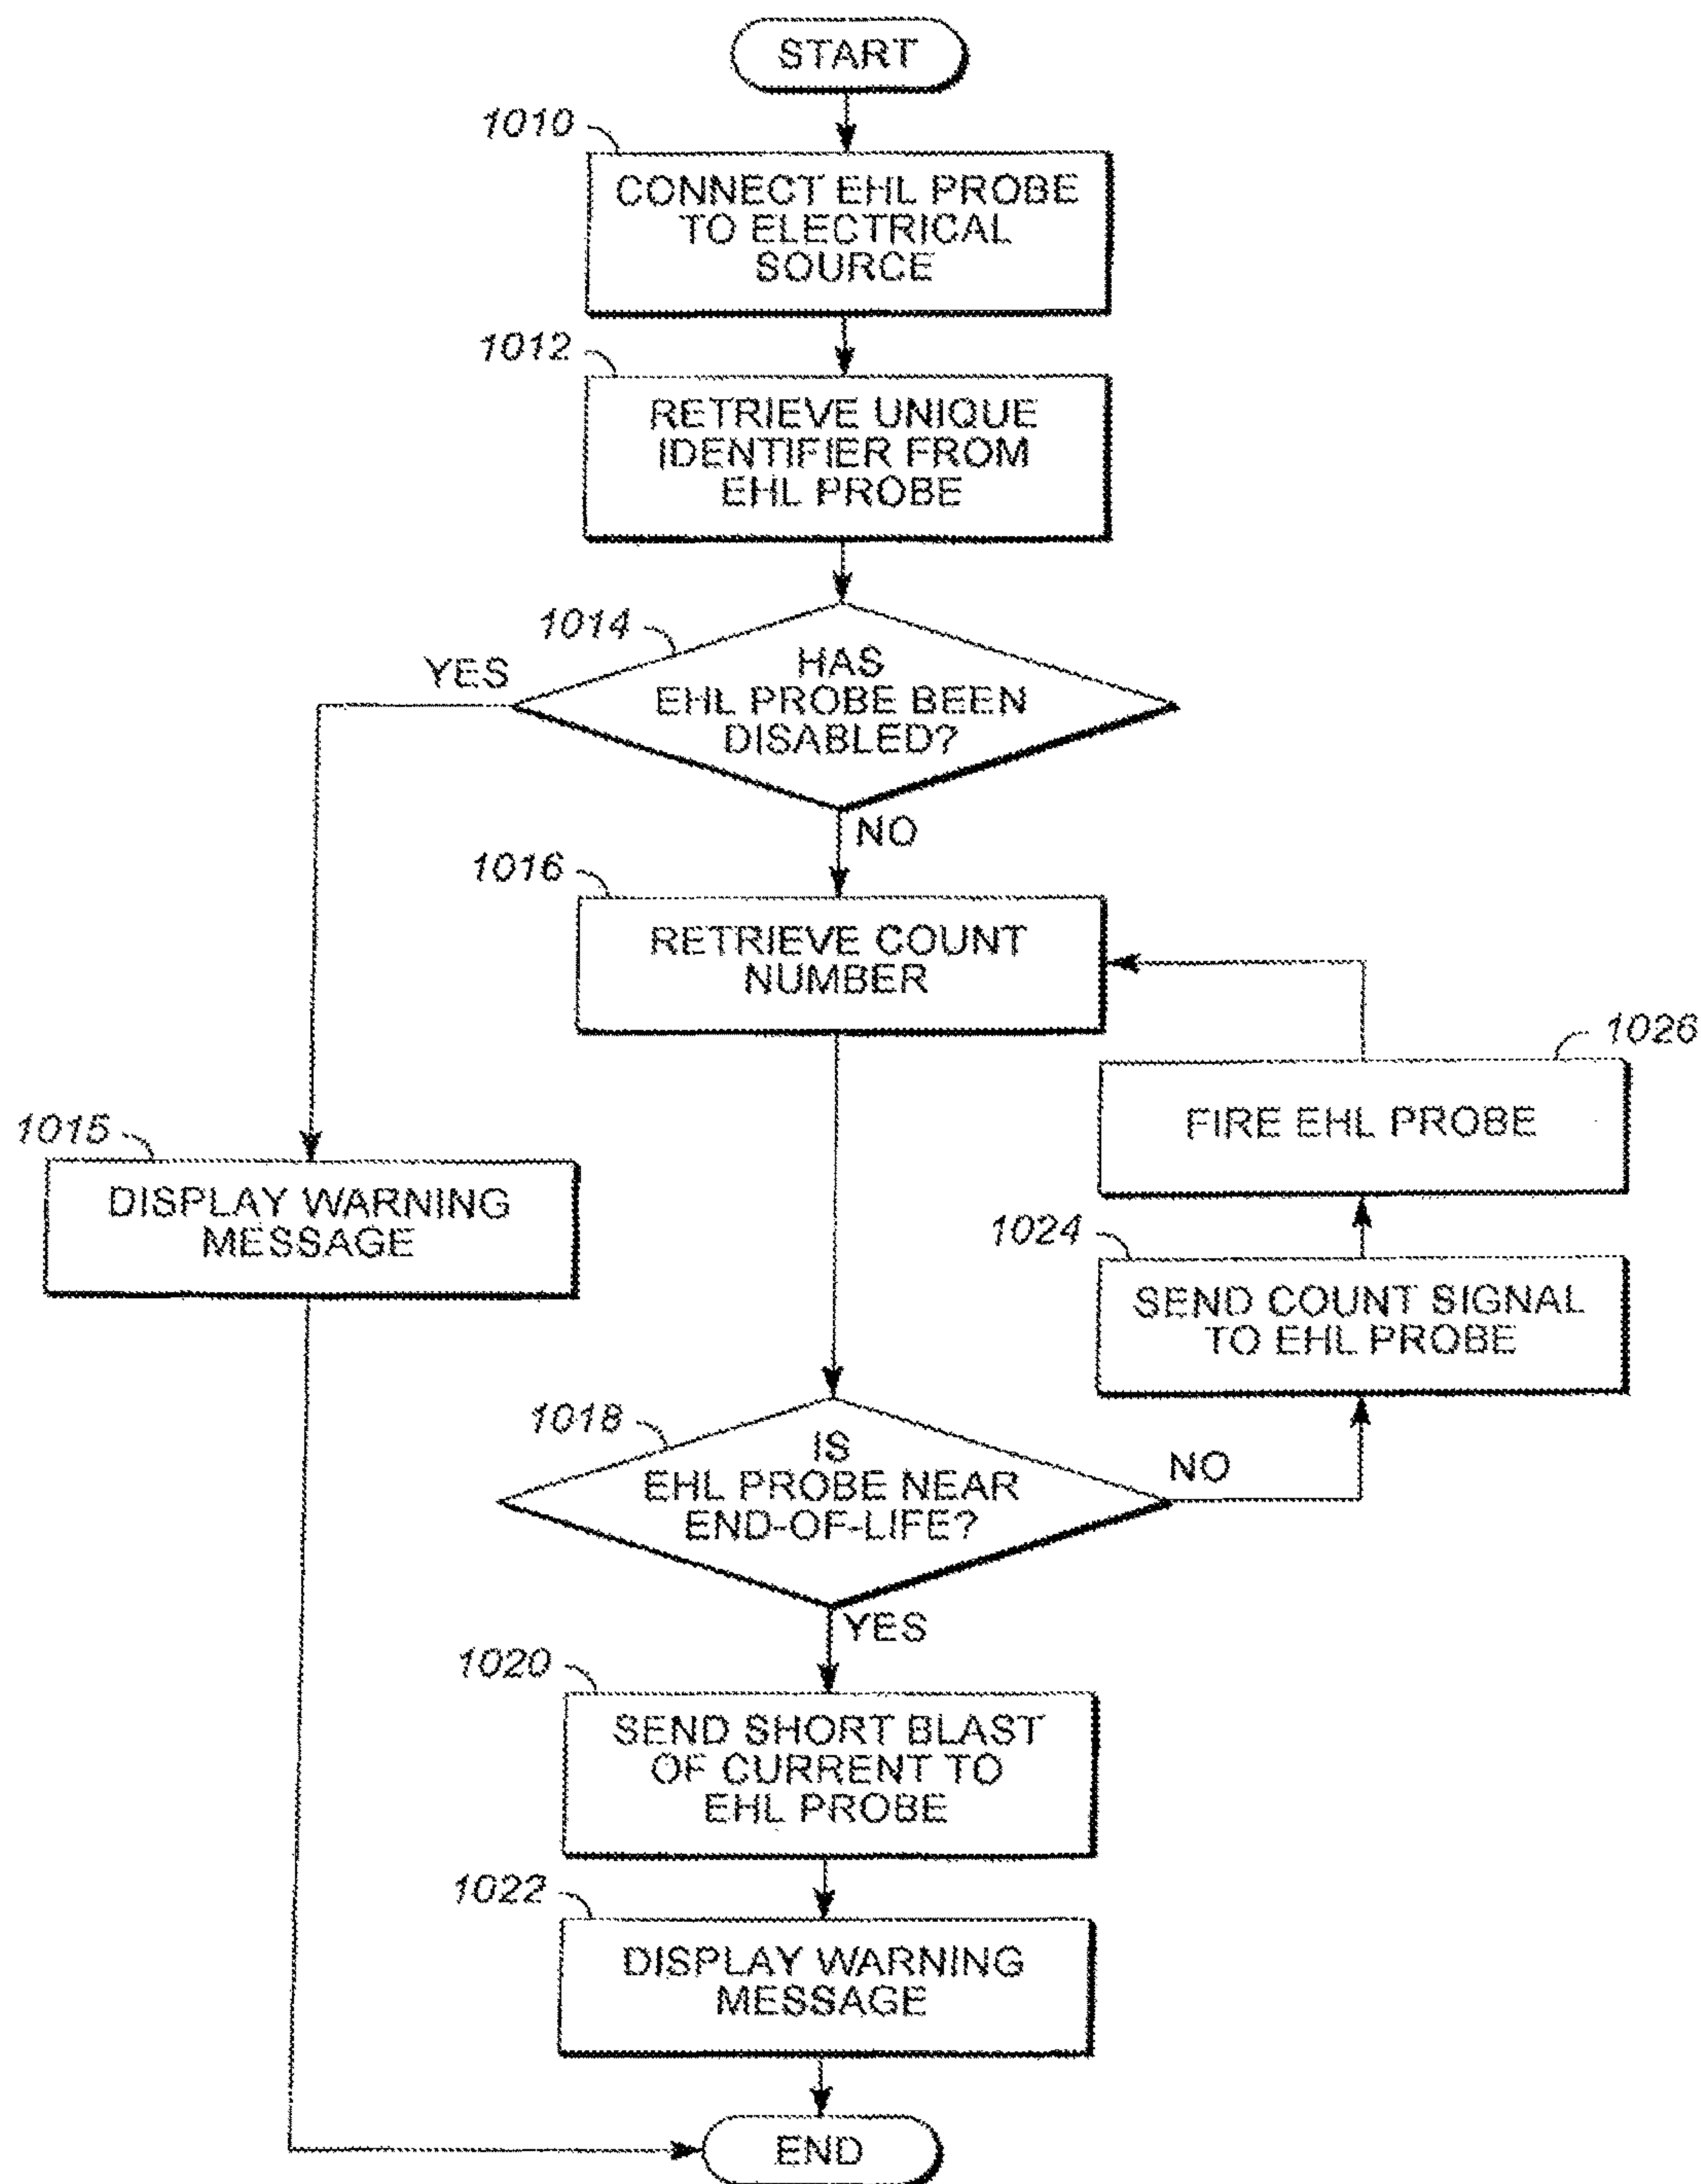 START
1010
CONNECT EHL PROBE
TO ELECTRICAL
SOURCE
1012
RETRIEVE UNIQUE
IDENTIFIER FROM
EHL PROBE
1014
YES
HAS
EHL PROBE BEEN
DISABLED?
NO
1016
RETRIEVE COUNT
NUMBER
1026
FIRE EHL PROBE
1015
DISPLAY WARNING
MESSAGE
1024
SEND COUNT SIGNAL
TO EHL PROBE
1018
IS
EHL PROBE NEAR
END-OF-LIFE?
NO
YES
1020
SEND SHORT BLAST
OF CURRENT TO
EHL PROBE
1022
DISPLAY WARNING
MESSAGE
END